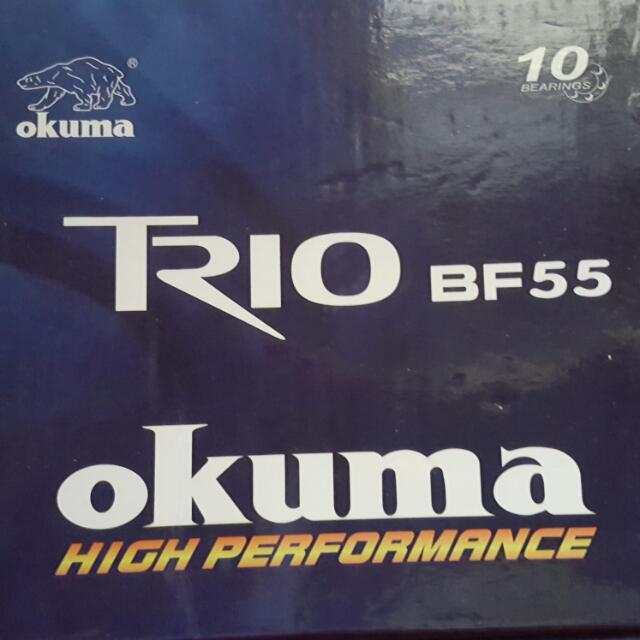 okuma®
10
BEARINGS
TRIO BF55
okuma
HIGH PERFORMANCE